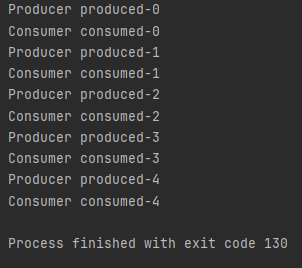 Producer produced-0
Consumer consumed-0
Producer produced-1
Consumer consumed-1
Producer produced-2
Consumer consumed-2
Producer produced-3
Consumer consumed-3
Producer produced-4
Consumer consumed-4
Process finished with exit code 130